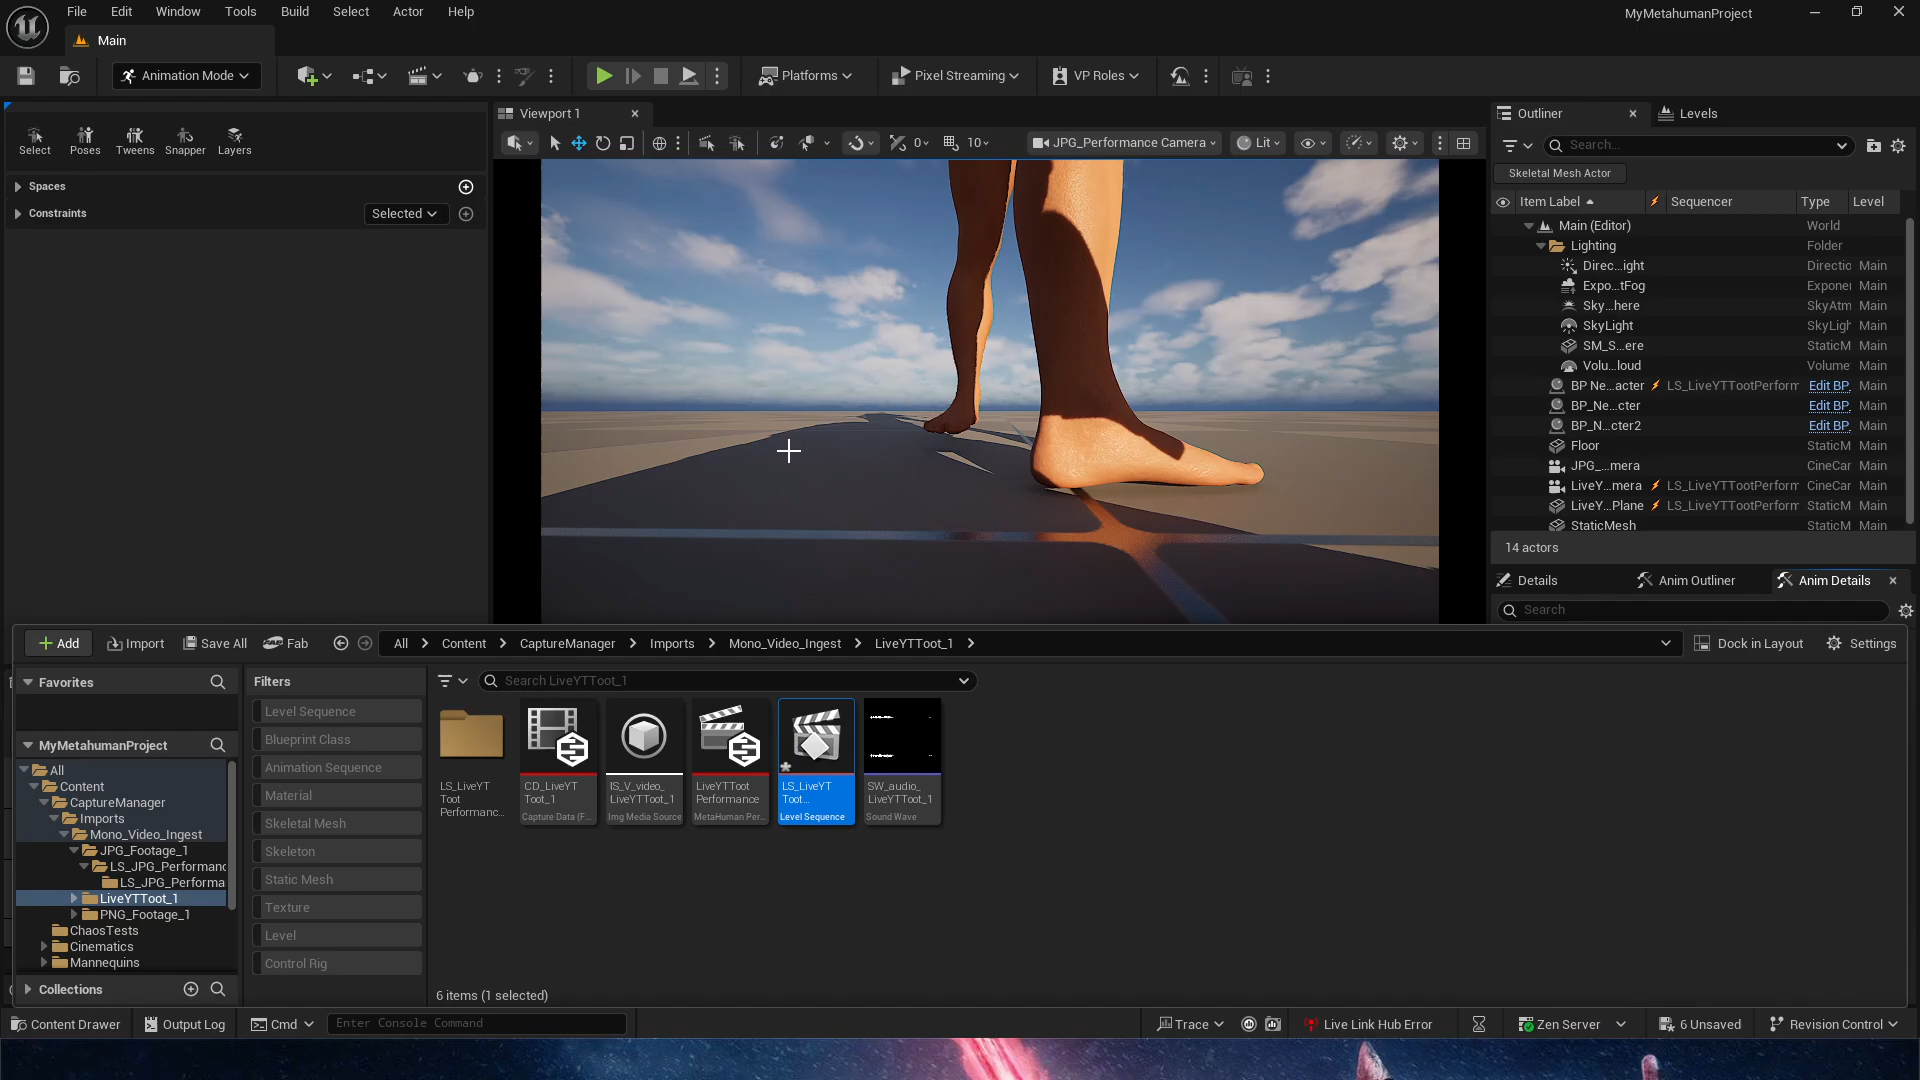 File Edit Window Tools Build Select Actor Help
MyMetahumanProject
Main
Animation Mode
Platforms
Pixel Streaming
VP Roles
Select Poses Tweens Snapper Layers
Spaces
Constraints
Selected
Viewport 1
0
10
JPG_Performance Camera
Lit
Outliner
Levels
Search...
Skeletal Mesh Actor
Item Label Sequencer Type Level
Main (Editor) World
Lighting Folder
Direc...ight Directio Main
Expo...tFog Exponen Main
Sky...here SkyAtm Main
SkyLight SkyLigh Main
SM_S...ere StaticM Main
Volu...loud Volume Main
BP Ne...acter LS_LiveYTTootPerform Edit BP. Main
BP_Ne...cter Edit BP. Main
BP_N...cter2 Edit BP. Main
Floor StaticM Main
JPG_...mera CineCar Main
LiveY...mera LS_LiveYTTootPerform CineCar Main
LiveY...Plane LS_LiveYTTootPerform StaticM Main
StaticMesh StaticM Main
14 actors
Details
Anim Outliner
Anim Details
Search
Add
Import
Save All
Fab
All Content CaptureManager Imports Mono_Video_Ingest LiveYTToot_1
Dock in Layout
Settings
Favorites
MyMetahumanProject
All
Content
CaptureManager
Imports
Mono_Video_Ingest
JPG_Footage_1
LS_JPG_Performanc
LS_JPG_Performa
LiveYTToot_1
PNG_Footage_1
ChaosTests
Cinematics
Mannequins
Collections
Filters
Level Sequence
Blueprint Class
Animation Sequence
Material
Skeletal Mesh
Skeleton
Static Mesh
Texture
Level
Control Rig
Search LiveYTToot_1
LS_LiveYT
Toot
Performanc...
CD_LiveYT
Toot_1
Capture Data (F...
IS_V_video_
LiveYTToot_1
Img Media Source
LiveYTToot
Performance
MetaHuman Per...
LS_LiveYT
Toot...
Level Sequence
SW_audio_
LiveYTToot_1
Sound Wave
6 items (1 selected)
Content Drawer
Output Log
Cmd
Enter Console Command
Trace
Live Link Hub Error
Zen Server
6 Unsaved
Revision Control